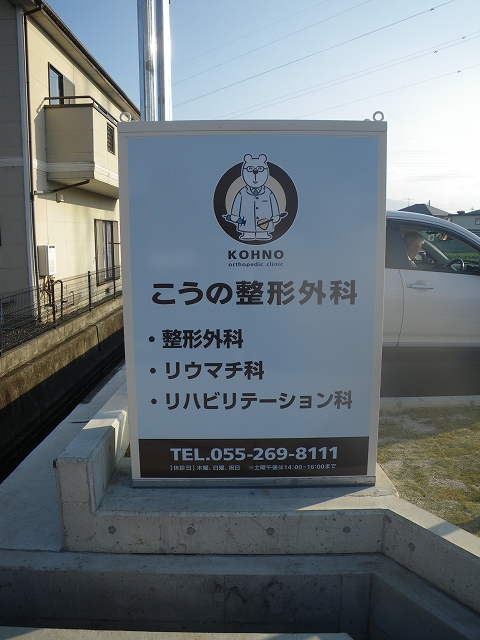 KOHNO
orthopedic clinic
こうの整形外科
・整形外科
・リウマチ科
・リハビリテーション科
TEL.055-269-8111
【休診日】木曜、日曜、祝日 ※土曜午後は14:00~16:00まで